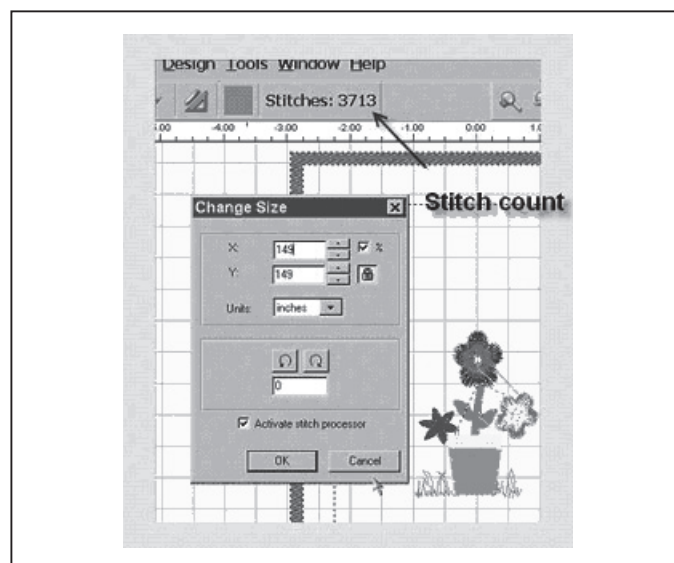 Design Tools Window Help
Stitches: 3713
-4.00 -3.00 -2.00 -1.00 0.00
Stitch count
Change Size
X: 149 %
Y: 149
Units: inches
0
Activate stitch processor
OK Cancel